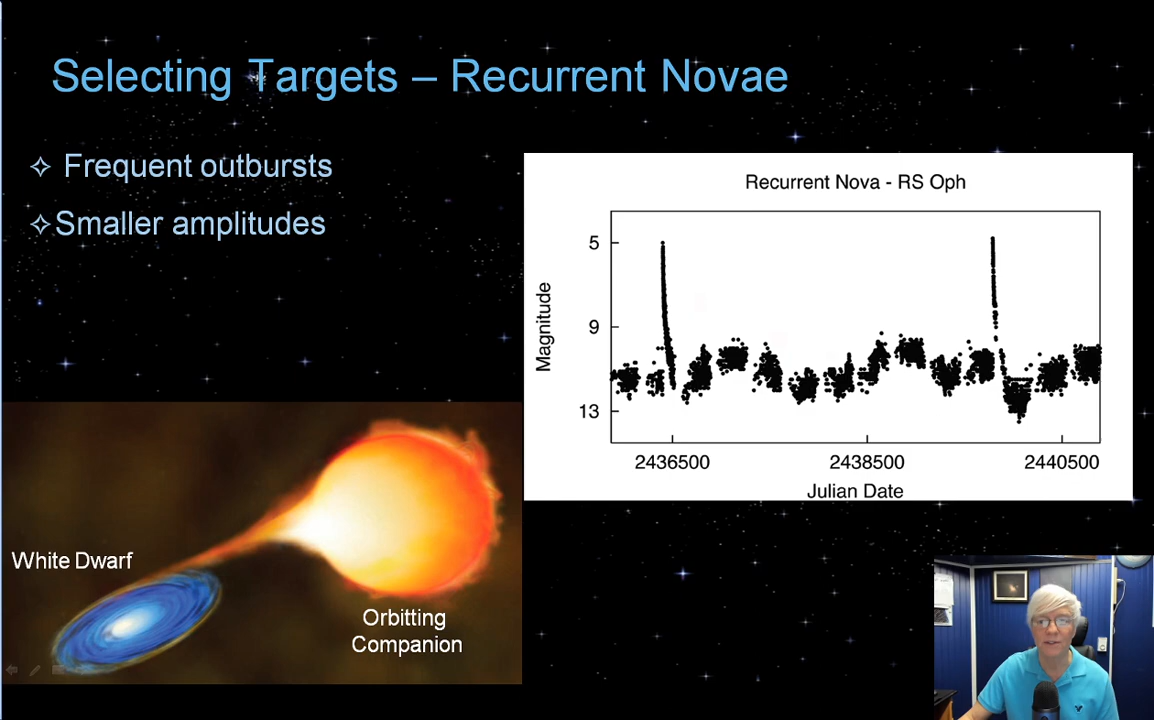 Selecting Targets – Recurrent Novae
✧ Frequent outbursts
✧ Smaller amplitudes
Recurrent Nova - RS Oph
5
9
13
Magnitude
2436500 2438500 2440500
Julian Date
White Dwarf
Orbitting
Companion